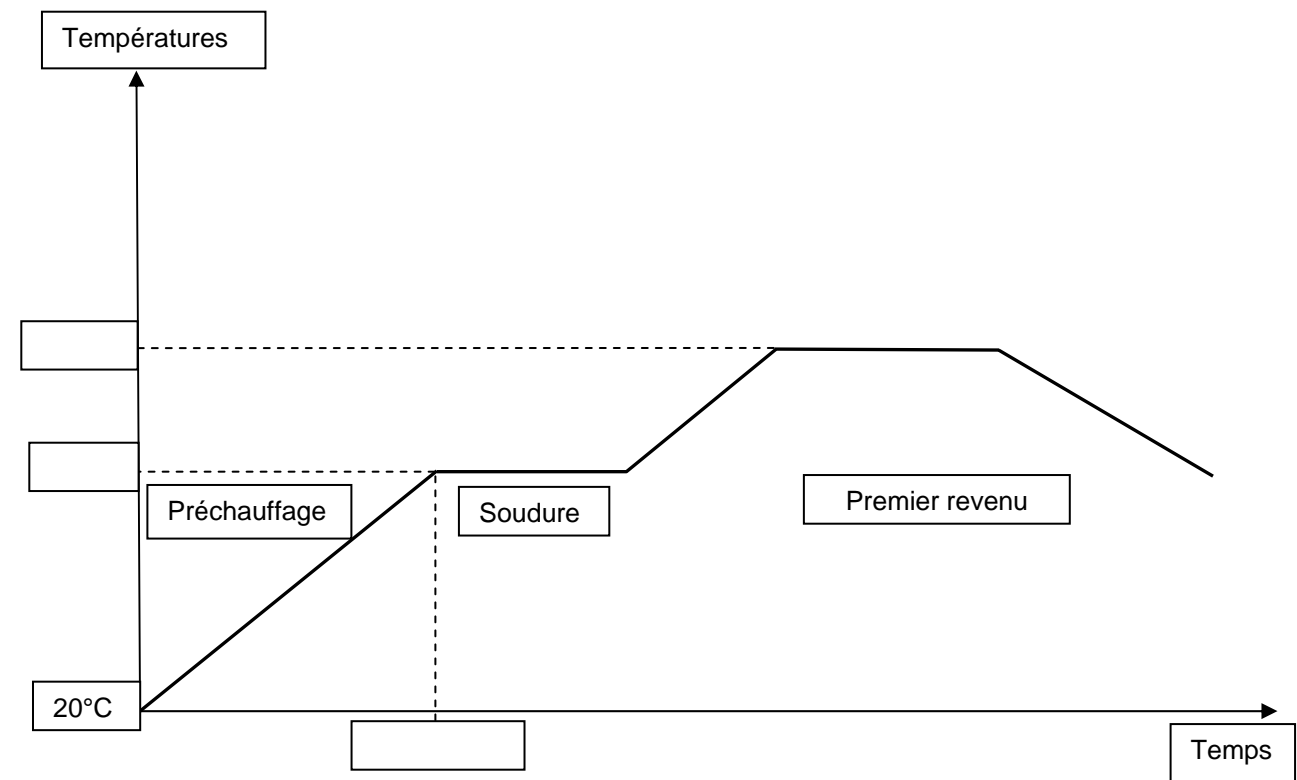 Températures
Préchauffage
Soudure
Premier revenu
20°C
Temps